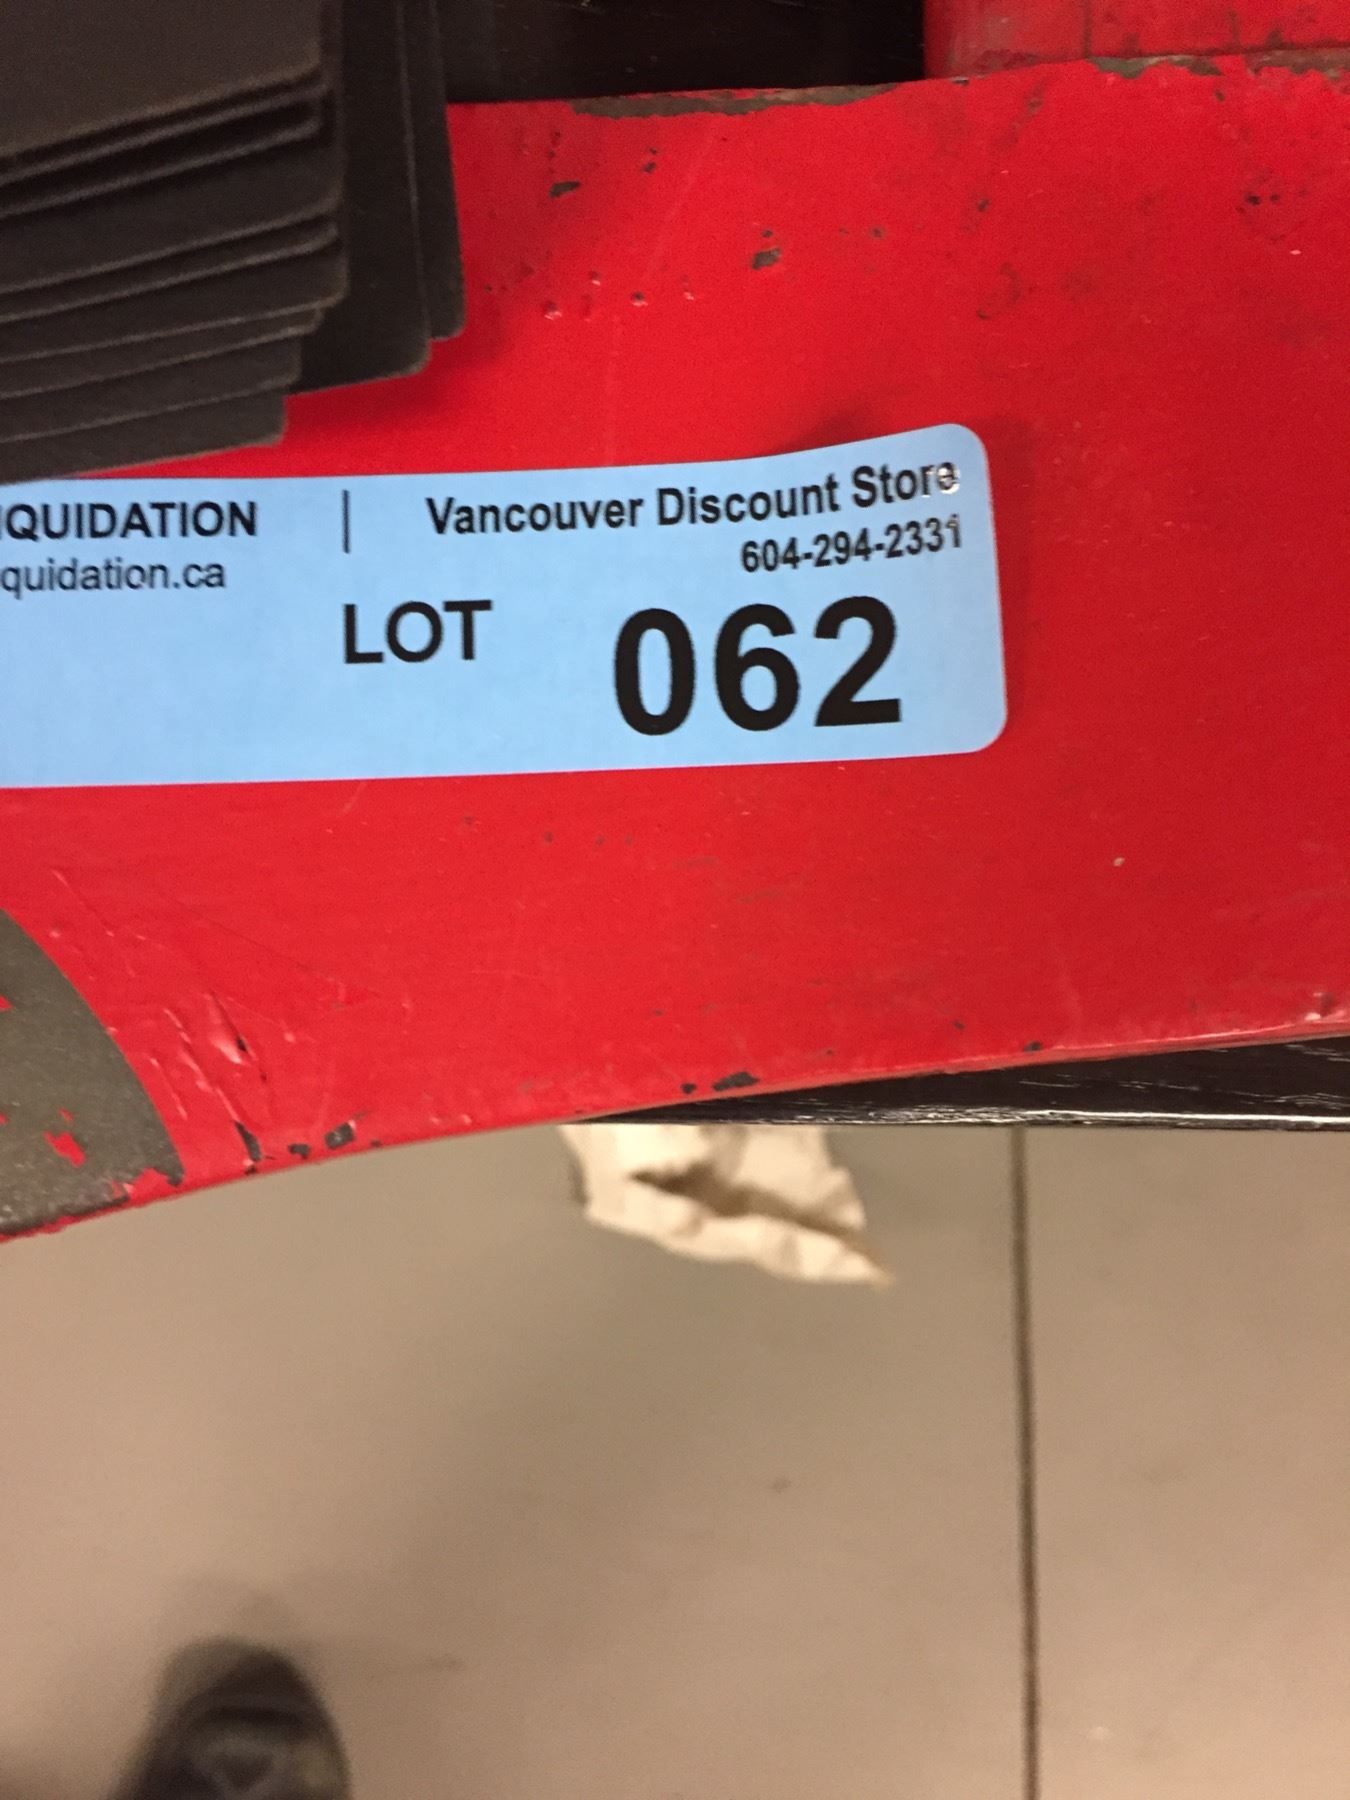 IQUIDATION | Vancouver Discount Store
quidation.ca 604-294-2331
LOT 062